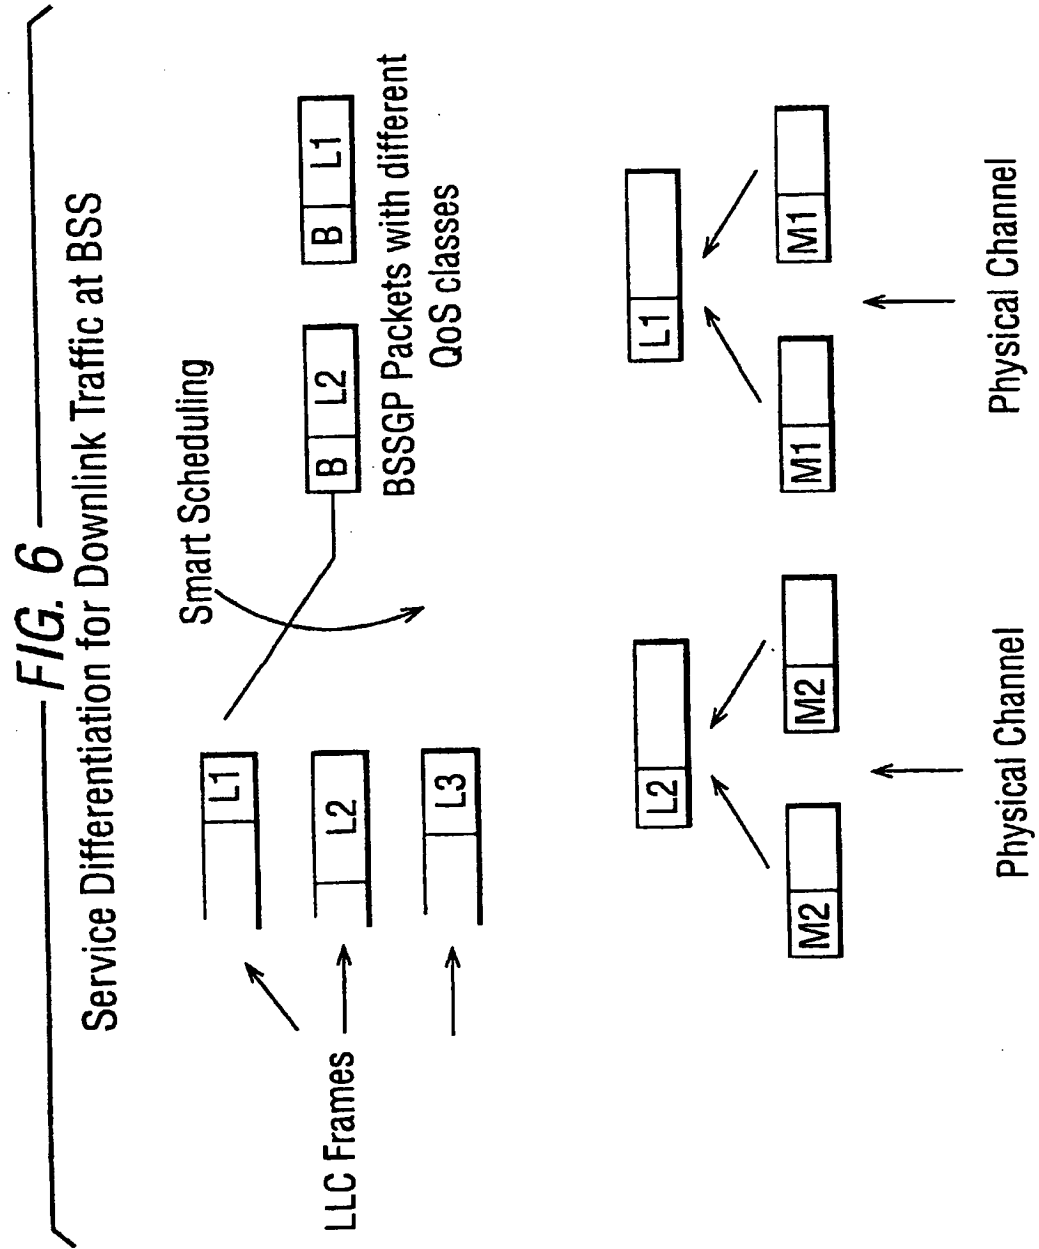 FIG. 6
Service Differentiation for Downlink Traffic at BSS
Smart Scheduling
LLC Frames
L1
L2
L3
B L2
B L1
BSSGP Packets with different
QoS classes
L2
M2
M2
Physical Channel
L1
M1
M1
Physical Channel